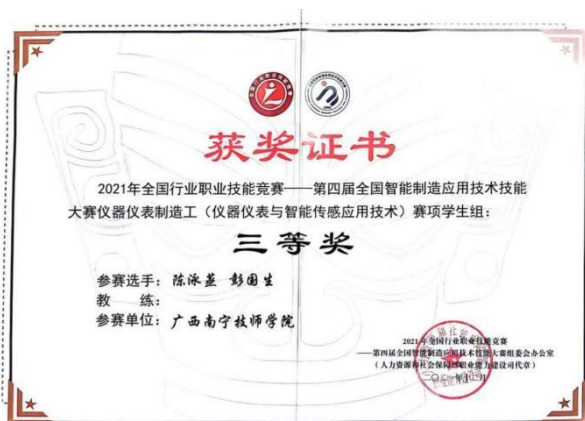 获奖证书
2021年全国行业职业技能竞赛——第四届全国智能制造应用技术技能
大赛仪器仪表制造工（仪器仪表与智能传感应用技术）赛项学生组：
三等奖
参赛选手：陈泳燕 彭国生
教 练：
参赛单位：广西南宁技师学院
2021年全国行业职业技能竞赛
——第四届全国智能制造应用技术技能大赛组委会办公室
（人力资源和社会保障部职业能力建设司代章）